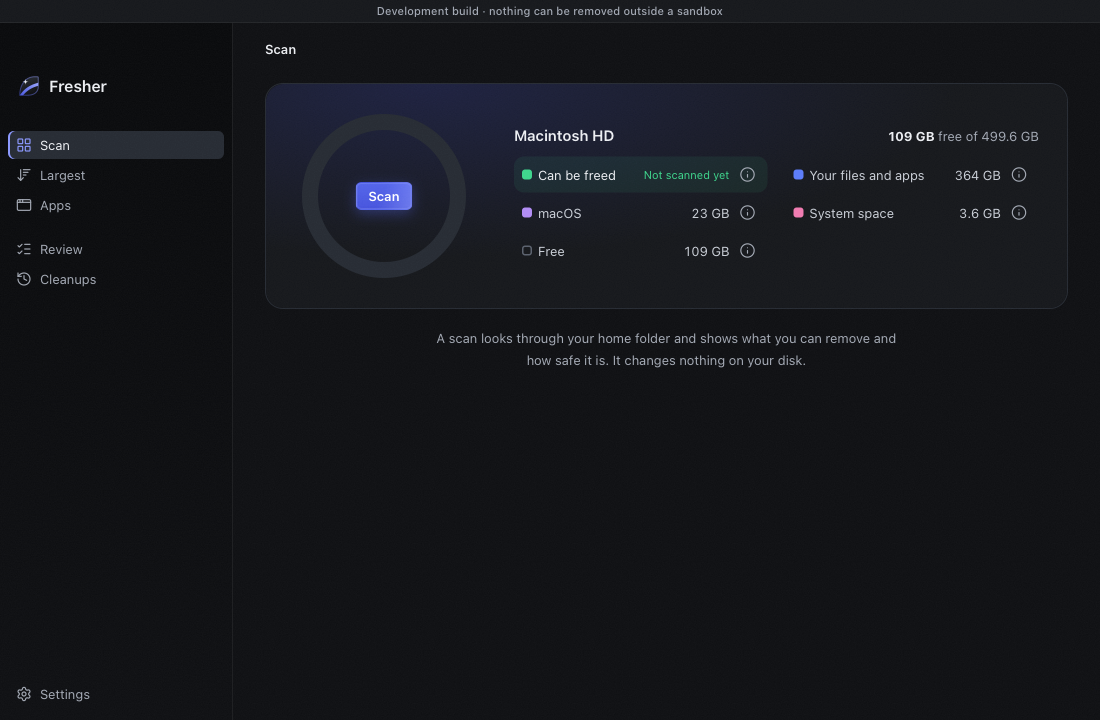 Development build · nothing can be removed outside a sandbox
Fresher
Scan
Largest
Apps
Review
Cleanups
Settings
Scan
Scan
Macintosh HD
109 GB free of 499.6 GB
Can be freed Not scanned yet
Your files and apps 364 GB
macOS 23 GB
System space 3.6 GB
Free 109 GB
A scan looks through your home folder and shows what you can remove and
how safe it is. It changes nothing on your disk.